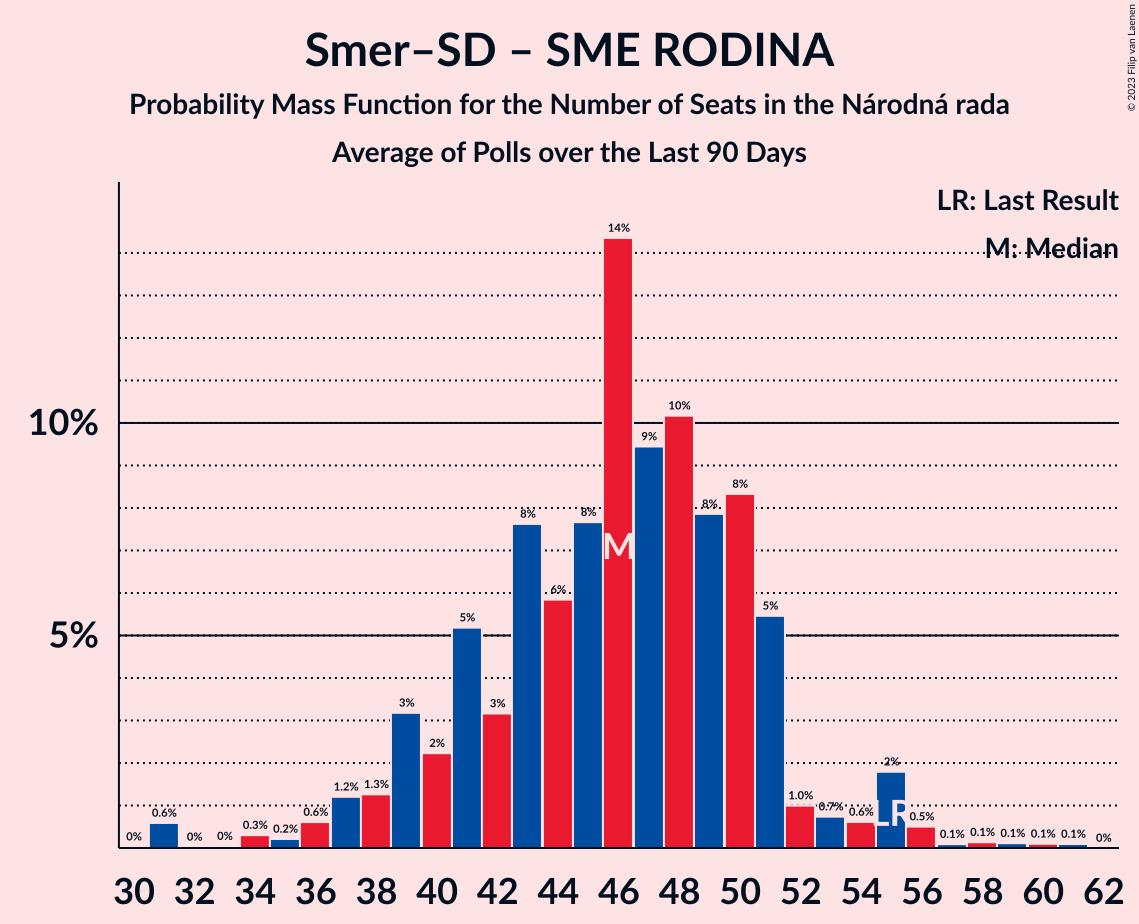 Smer–SD – SME RODINA
Probability Mass Function for the Number of Seats in the Národná rada
Average of Polls over the Last 90 Days
© 2023 Filip van Laenen
LR: Last Result
M: Median
10%
5%
0% 0.6% 0% 0% 0.3% 0.2% 0.6% 1.2% 1.3% 3% 2% 5% 3% 8% 6% 8% 14% 9% 10% 8% 8% 5% 1.0% 0.7% 0.6% 2% 0.5% 0.1% 0.1% 0.1% 0.1% 0.1% 0%
M
LR
30 32 34 36 38 40 42 44 46 48 50 52 54 56 58 60 62